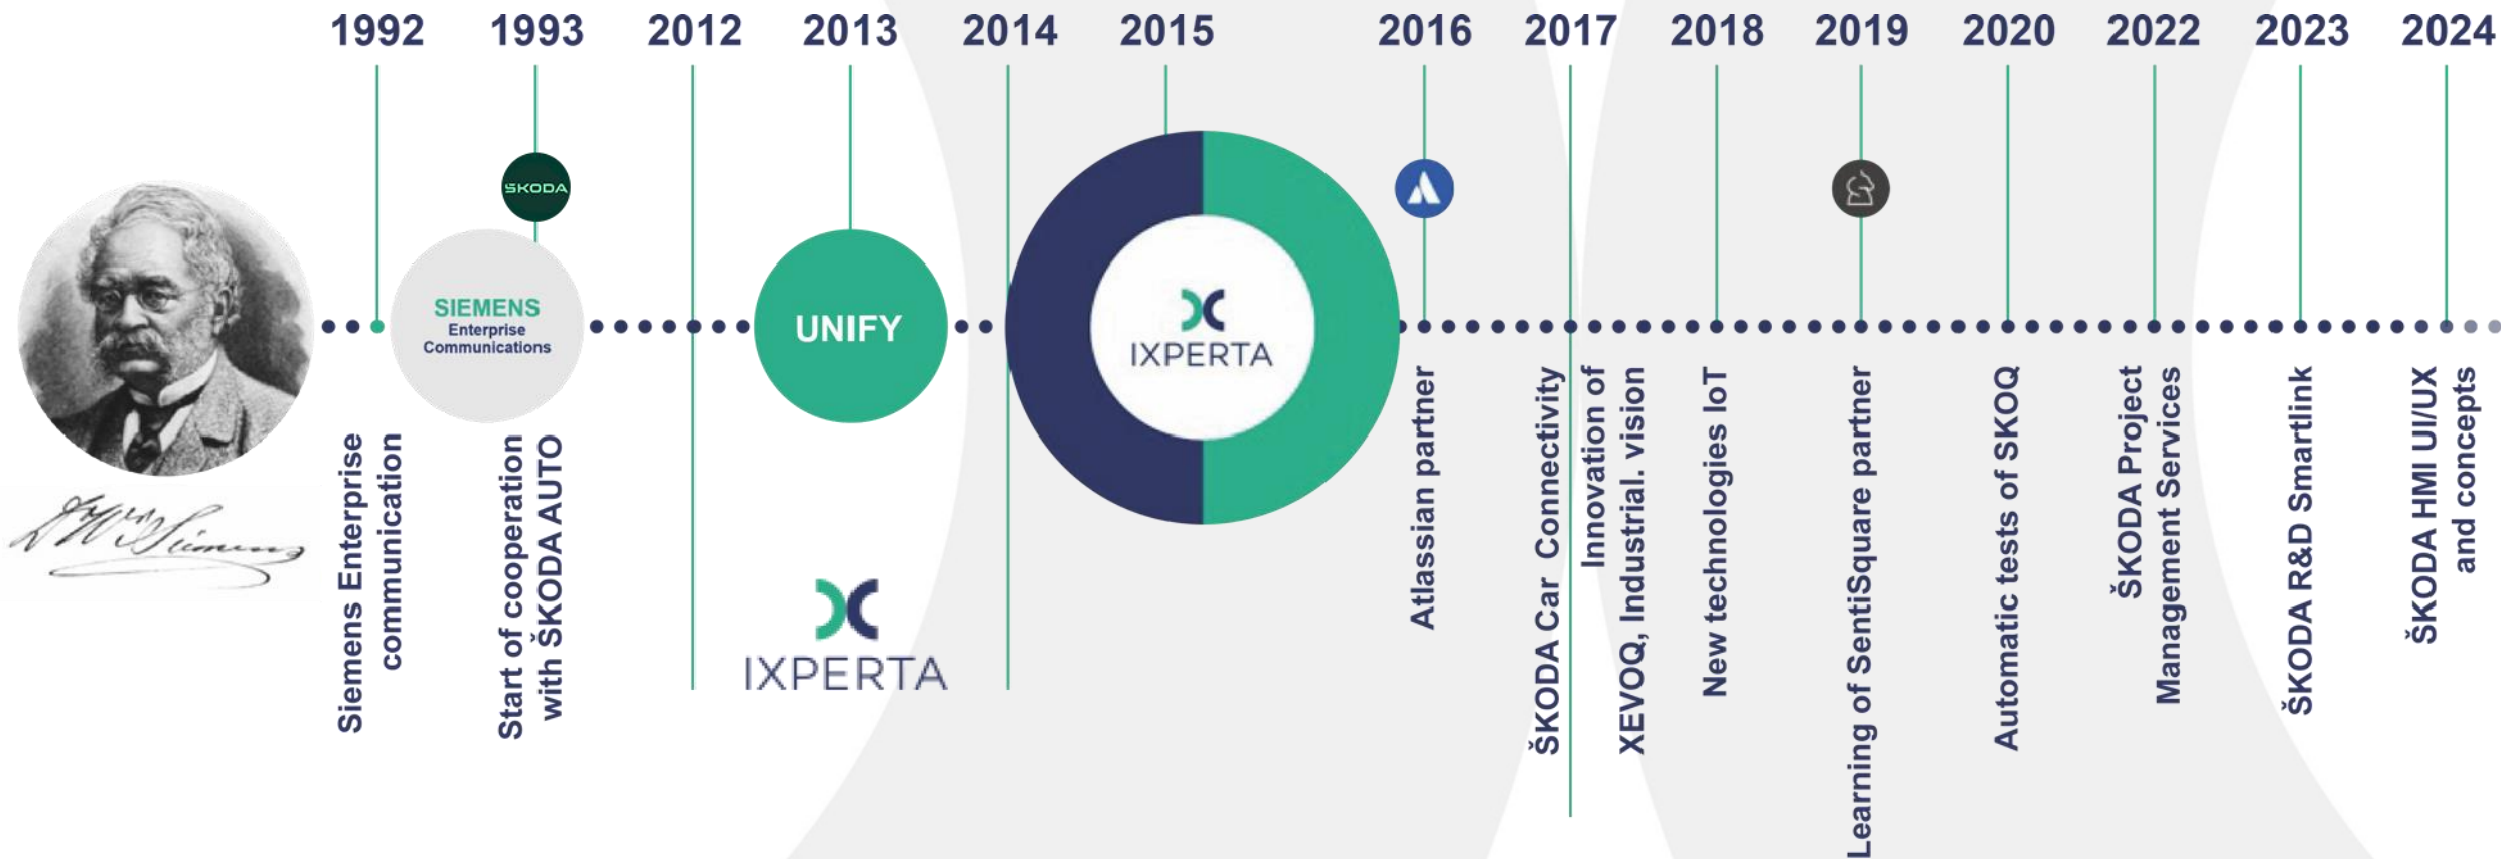 1992
1993
2012
2013
2014
2015
2016
2017
2018
2019
2020
2022
2023
2024
ŠKODA
SIEMENS
Enterprise
Communications
UNIFY
IXPERTA
IXPERTA
Siemens Enterprise
communication
Start of cooperation
with ŠKODA AUTO
Atlassian partner
ŠKODA Car Connectivity
Innovation of
XEVOQ, Industrial. vision
New technologies IoT
Learning of SentiSquare partner
Automatic tests of SKOQ
ŠKODA Project
Management Services
ŠKODA R&D Smartlink
ŠKODA HMI UI/UX
and concepts